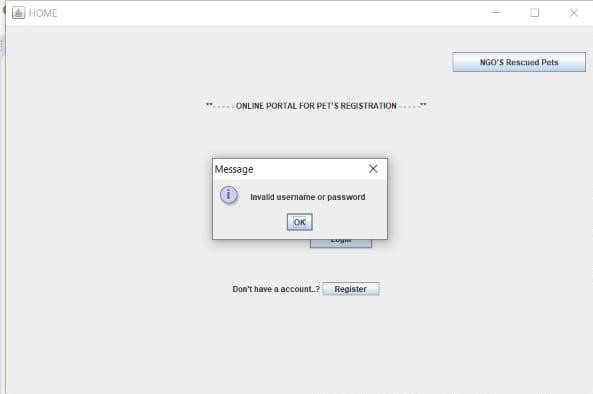 HOME
NGO'S Rescued Pets
**- - - - - ONLINE PORTAL FOR PET'S REGISTRATION - - - - -**
Message
Invalid username or password
OK
Login
Don't have a account..? Register